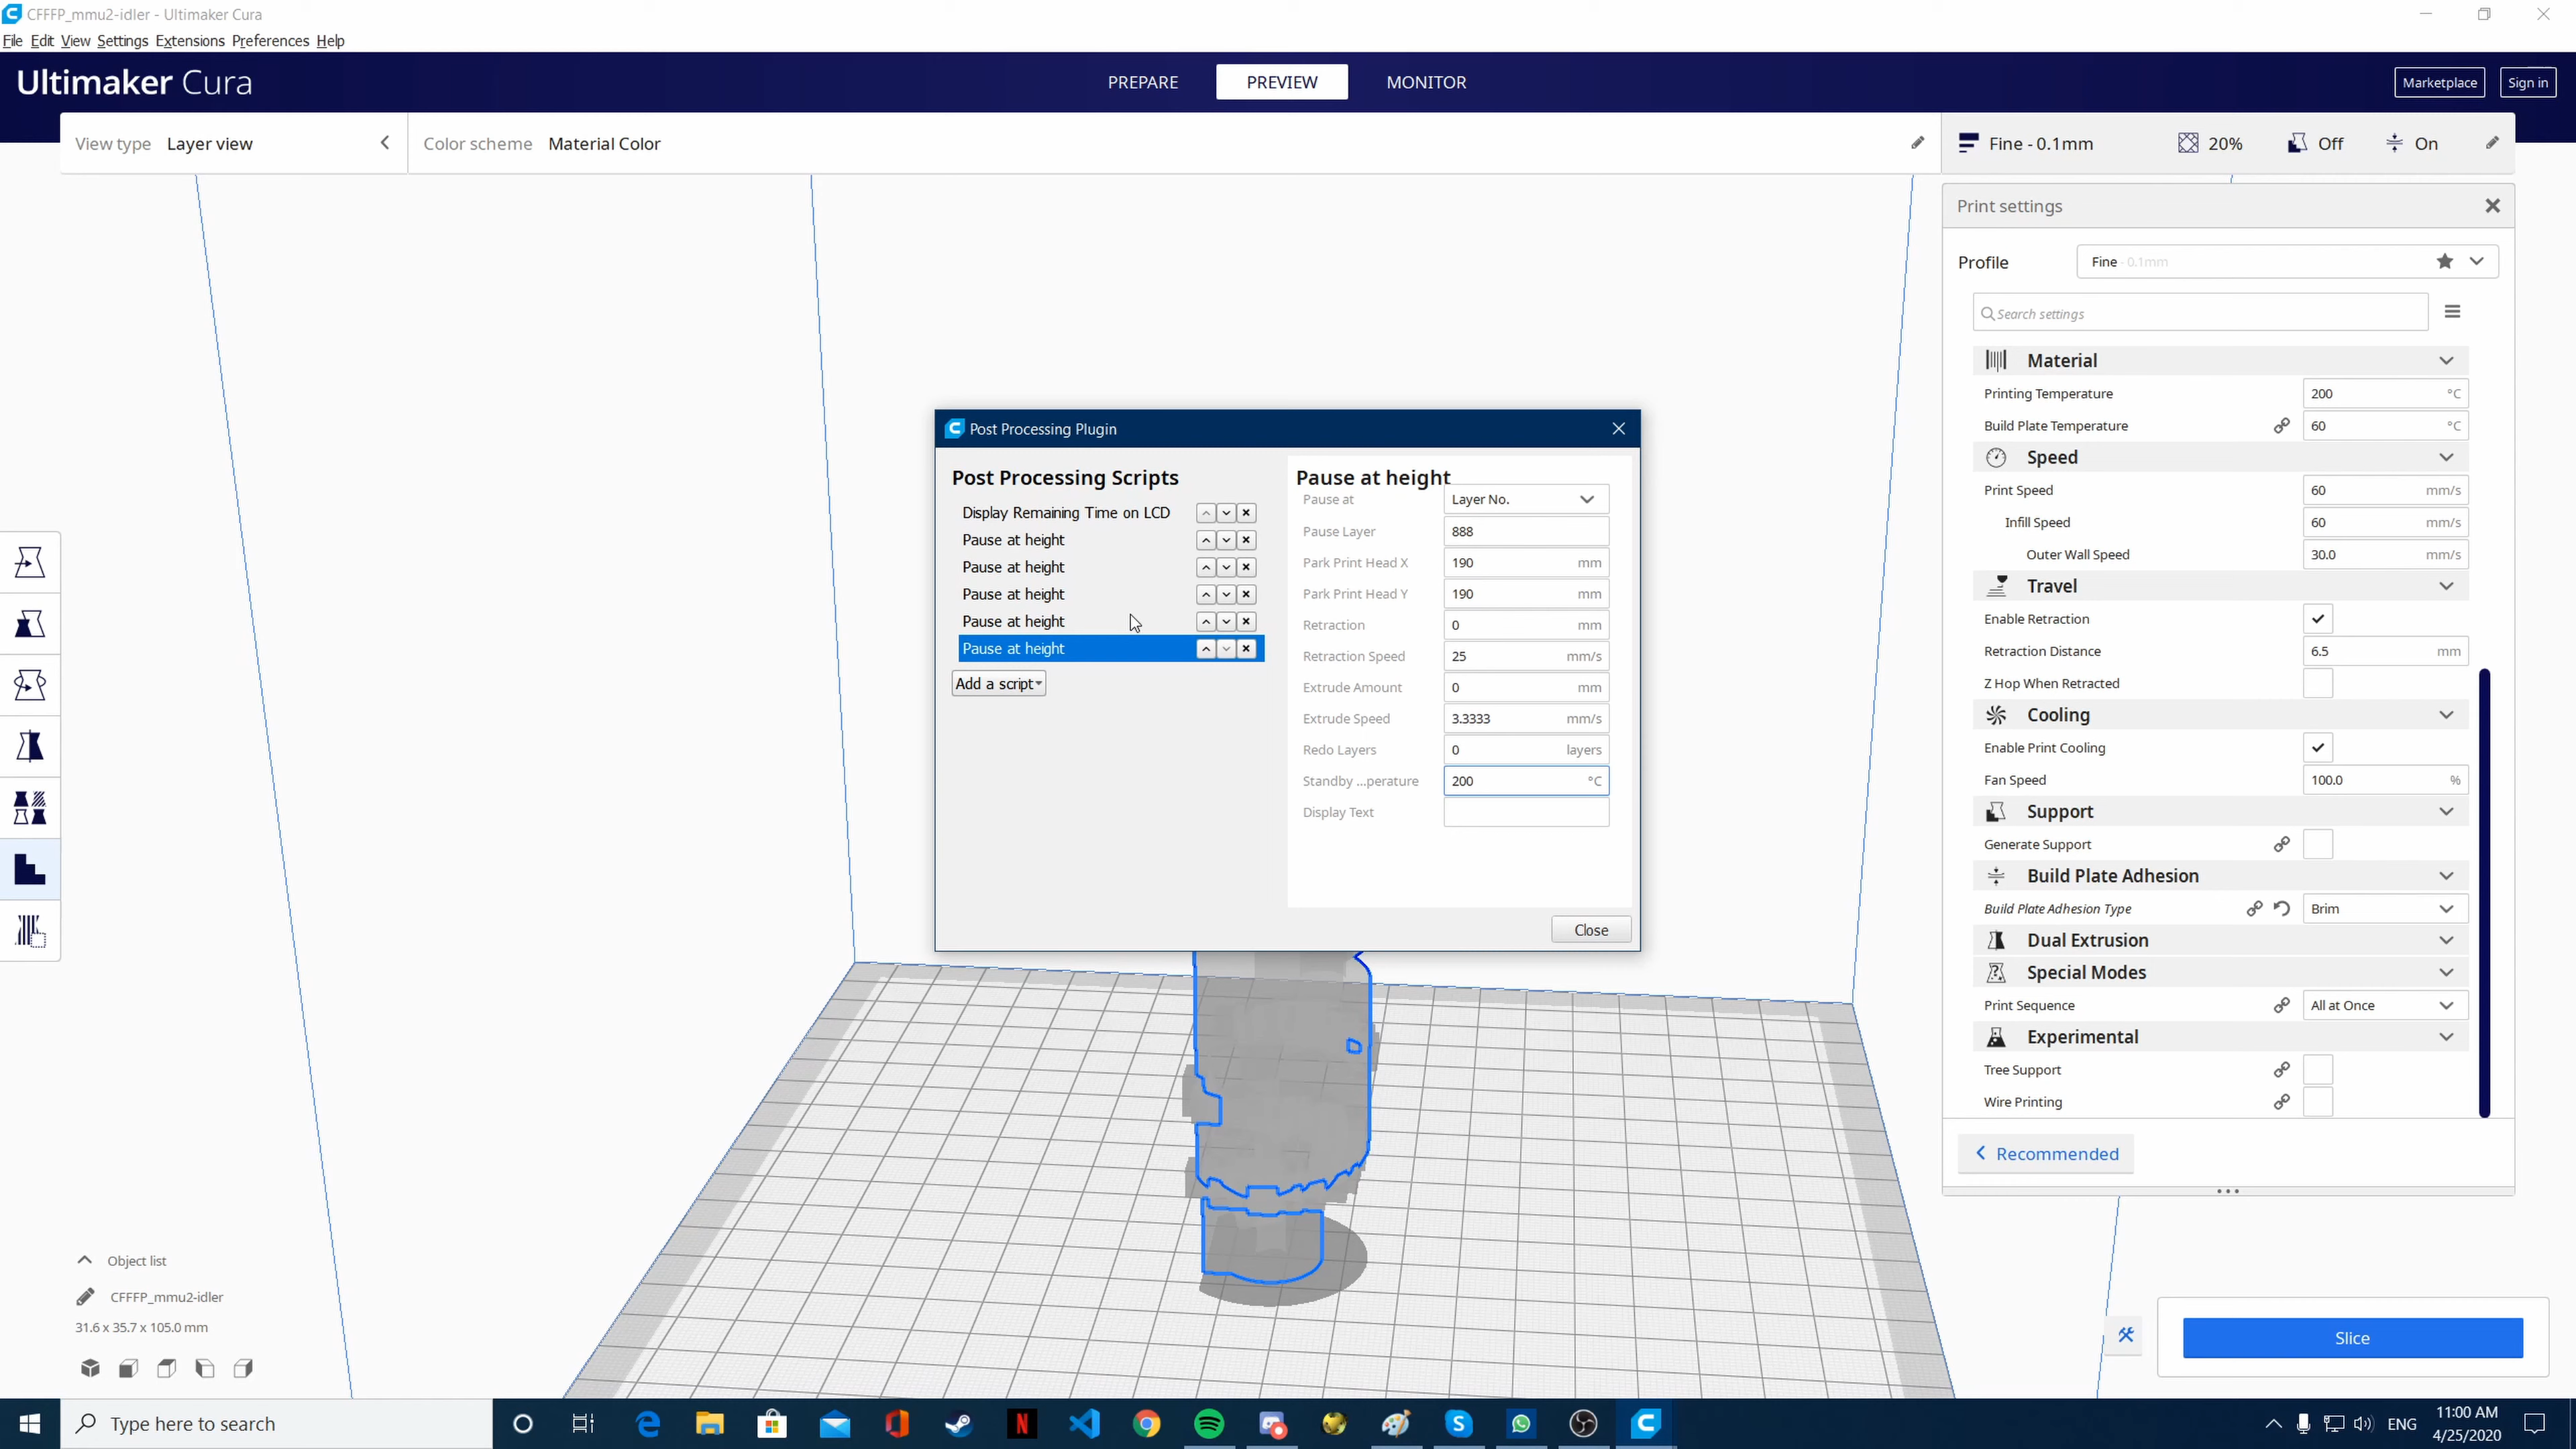 CFFFP_mmu2-idler - Ultimaker Cura
File Edit View Settings Extensions Preferences Help
Ultimaker Cura
PREPARE PREVIEW MONITOR
Marketplace Sign in
View type Layer view
Color scheme Material Color
Fine - 0.1mm 20% Off On
Print settings
Profile Fine - 0.1mm
Search settings
Material
Printing Temperature 200 °C
Build Plate Temperature 60 °C
Speed
Print Speed 60 mm/s
Infill Speed 60 mm/s
Outer Wall Speed 30.0 mm/s
Travel
Enable Retraction
Retraction Distance 6.5 mm
Z Hop When Retracted
Cooling
Enable Print Cooling
Fan Speed 100.0 %
Support
Generate Support
Build Plate Adhesion
Build Plate Adhesion Type Brim
Dual Extrusion
Special Modes
Print Sequence All at Once
Experimental
Tree Support
Wire Printing
Recommended
Post Processing Plugin
Post Processing Scripts
Display Remaining Time on LCD
Pause at height
Pause at height
Pause at height
Pause at height
Pause at height
Add a script
Pause at height
Pause at Layer No.
Pause Layer 888
Park Print Head X 190 mm
Park Print Head Y 190 mm
Retraction 0 mm
Retraction Speed 25 mm/s
Extrude Amount 0 mm
Extrude Speed 3.3333 mm/s
Redo Layers 0 layers
Standby ...perature 200 °C
Display Text
Close
Object list
CFFFP_mmu2-idler
31.6 x 35.7 x 105.0 mm
Slice
Type here to search
ENG
11:00 AM
4/25/2020